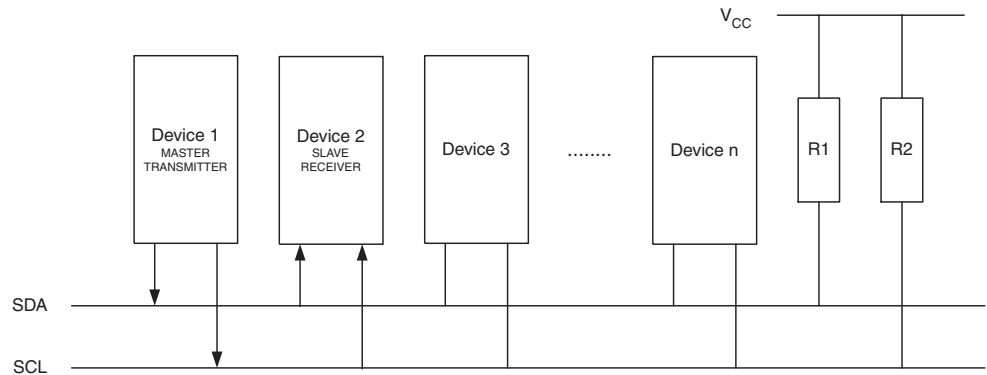 VCC
Device 1
MASTER
TRANSMITTER
Device 2
SLAVE
RECEIVER
Device 3
........
Device n
R1
R2
SDA
SCL